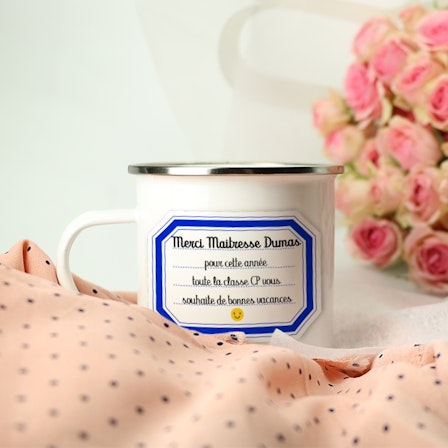 Merci Maitresse Dumas
pour cette année
toute la classe CP vous
souhaite de bonnes vacances